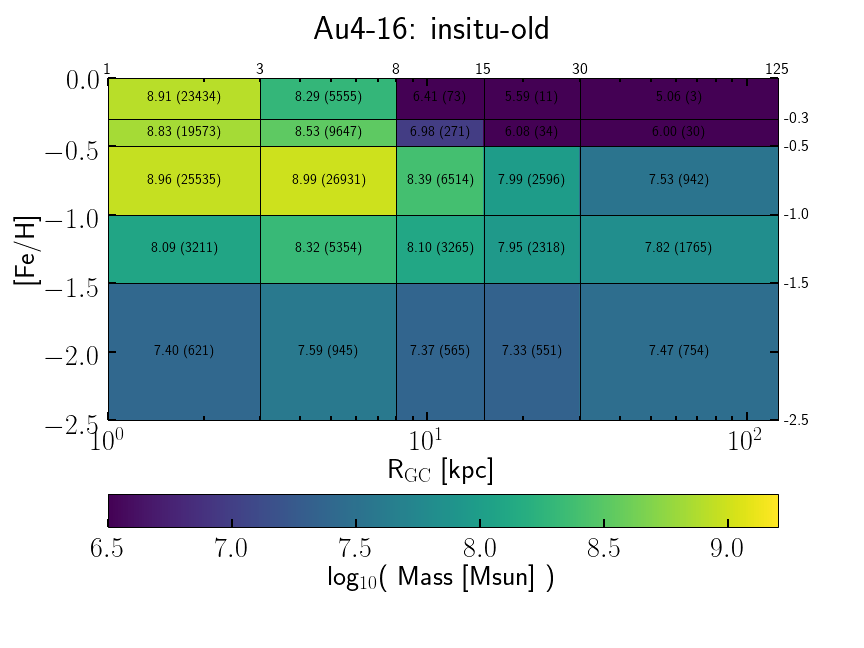 Au4-16: insitu-old
1 3 8 15 30 125
0.0
8.91 (23434) 8.29 (5555) 6.41 (73) 5.59 (11) 5.06 (3)
-0.3
8.83 (19573) 8.53 (9647) 6.98 (271) 6.08 (34) 6.00 (30)
−0.5 -0.5
8.96 (25535) 8.99 (26931) 8.39 (6514) 7.99 (2596) 7.53 (942)
−1.0 -1.0
8.09 (3211) 8.32 (5354) 8.10 (3265) 7.95 (2318) 7.82 (1765)
−1.5 -1.5
7.40 (621) 7.59 (945) 7.37 (565) 7.33 (551) 7.47 (754)
−2.0
−2.5 -2.5
[Fe/H]
10⁰ 10¹ 10²
R_GC [kpc]
6.5 7.0 7.5 8.0 8.5 9.0
log₁₀( Mass [Msun] )